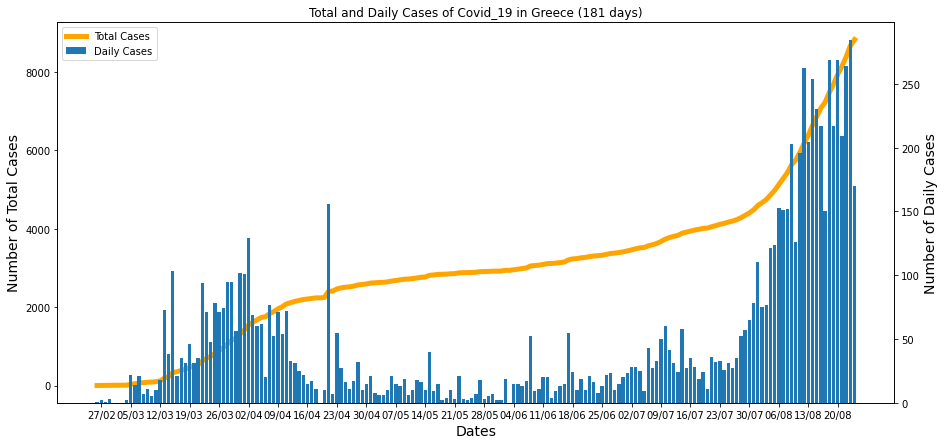 Total and Daily Cases of Covid_19 in Greece (181 days)
Total Cases
Daily Cases
Number of Total Cases
8000
6000
4000
2000
0
250
200
150
100
50
0
Number of Daily Cases
27/02 05/03 12/03 19/03 26/03 02/04 09/04 16/04 23/04 30/04 07/05 14/05 21/05 28/05 04/06 11/06 18/06 25/06 02/07 09/07 16/07 23/07 30/07 06/08 13/08 20/08
Dates